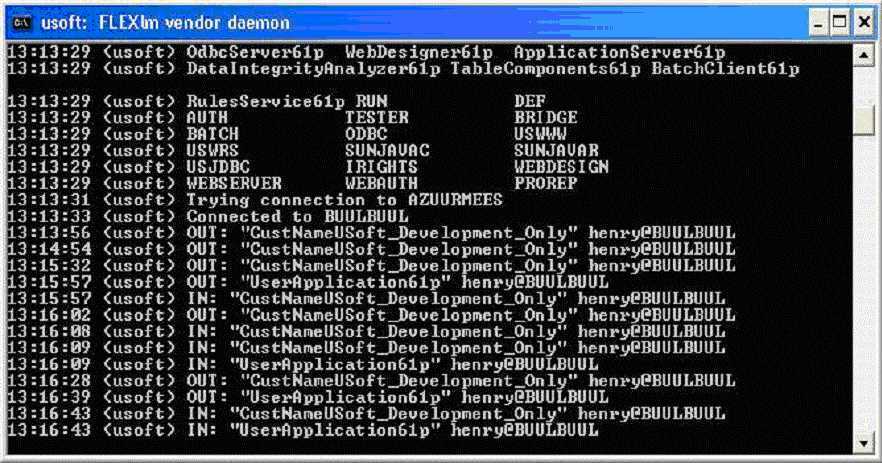 usoft: FLEXlm vendor daemon
13:13:29 (usoft) OdbcServer61p WebDesigner61p ApplicationServer61p
13:13:29 (usoft) DataIntegrityAnalyzer61p TableComponents61p BatchClient61p
13:13:29 (usoft) RulesService61p RUN DEF
13:13:29 (usoft) AUTH TESTER BRIDGE
13:13:29 (usoft) BATCH ODBC USWWW
13:13:29 (usoft) USWRS SUNJAVAC SUNJAVAR
13:13:29 (usoft) USJDBC IRIGHTS WEBDESIGN
13:13:29 (usoft) WEBSERVER WEBAUTH PROREP
13:13:31 (usoft) Trying connection to AZUURMEES
13:13:33 (usoft) Connected to BUULBUUL
13:13:56 (usoft) OUT: "CustNameUSoft_Development_Only" henry@BUULBUUL
13:14:54 (usoft) OUT: "CustNameUSoft_Development_Only" henry@BUULBUUL
13:15:32 (usoft) OUT: "CustNameUSoft_Development_Only" henry@BUULBUUL
13:15:57 (usoft) OUT: "UserApplication61p" henry@BUULBUUL
13:15:57 (usoft) IN: "CustNameUSoft_Development_Only" henry@BUULBUUL
13:16:02 (usoft) OUT: "CustNameUSoft_Development_Only" henry@BUULBUUL
13:16:08 (usoft) IN: "CustNameUSoft_Development_Only" henry@BUULBUUL
13:16:09 (usoft) IN: "CustNameUSoft_Development_Only" henry@BUULBUUL
13:16:09 (usoft) IN: "UserApplication61p" henry@BUULBUUL
13:16:28 (usoft) OUT: "CustNameUSoft_Development_Only" henry@BUULBUUL
13:16:39 (usoft) OUT: "UserApplication61p" henry@BUULBUUL
13:16:43 (usoft) IN: "CustNameUSoft_Development_Only" henry@BUULBUUL
13:16:43 (usoft) IN: "UserApplication61p" henry@BUULBUUL